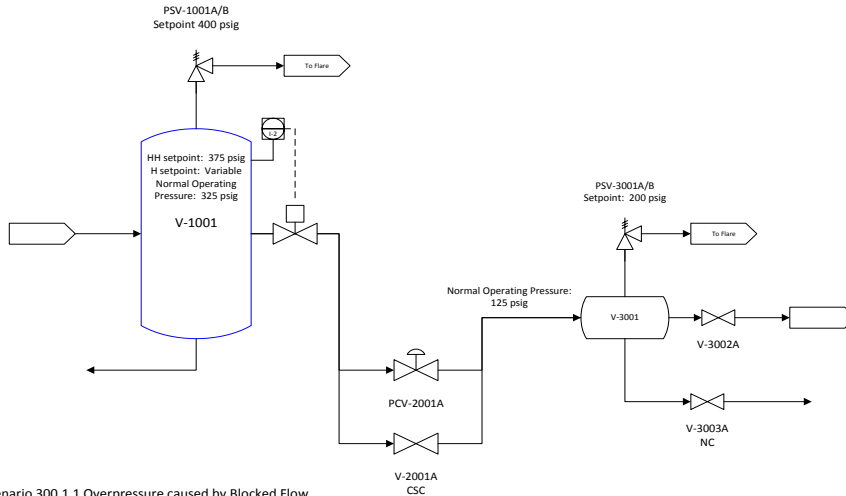 PSV-1001A/B
Setpoint 400 psig
To Flare
I-2
HH setpoint: 375 psig
H setpoint: Variable
Normal Operating
Pressure: 325 psig
V-1001
PSV-3001A/B
Setpoint: 200 psig
To Flare
Normal Operating Pressure:
125 psig
V-3001
V-3002A
PCV-2001A
V-3003A
NC
V-2001A
CSC
300.1.1 Overpressure caused by Blocked Flow